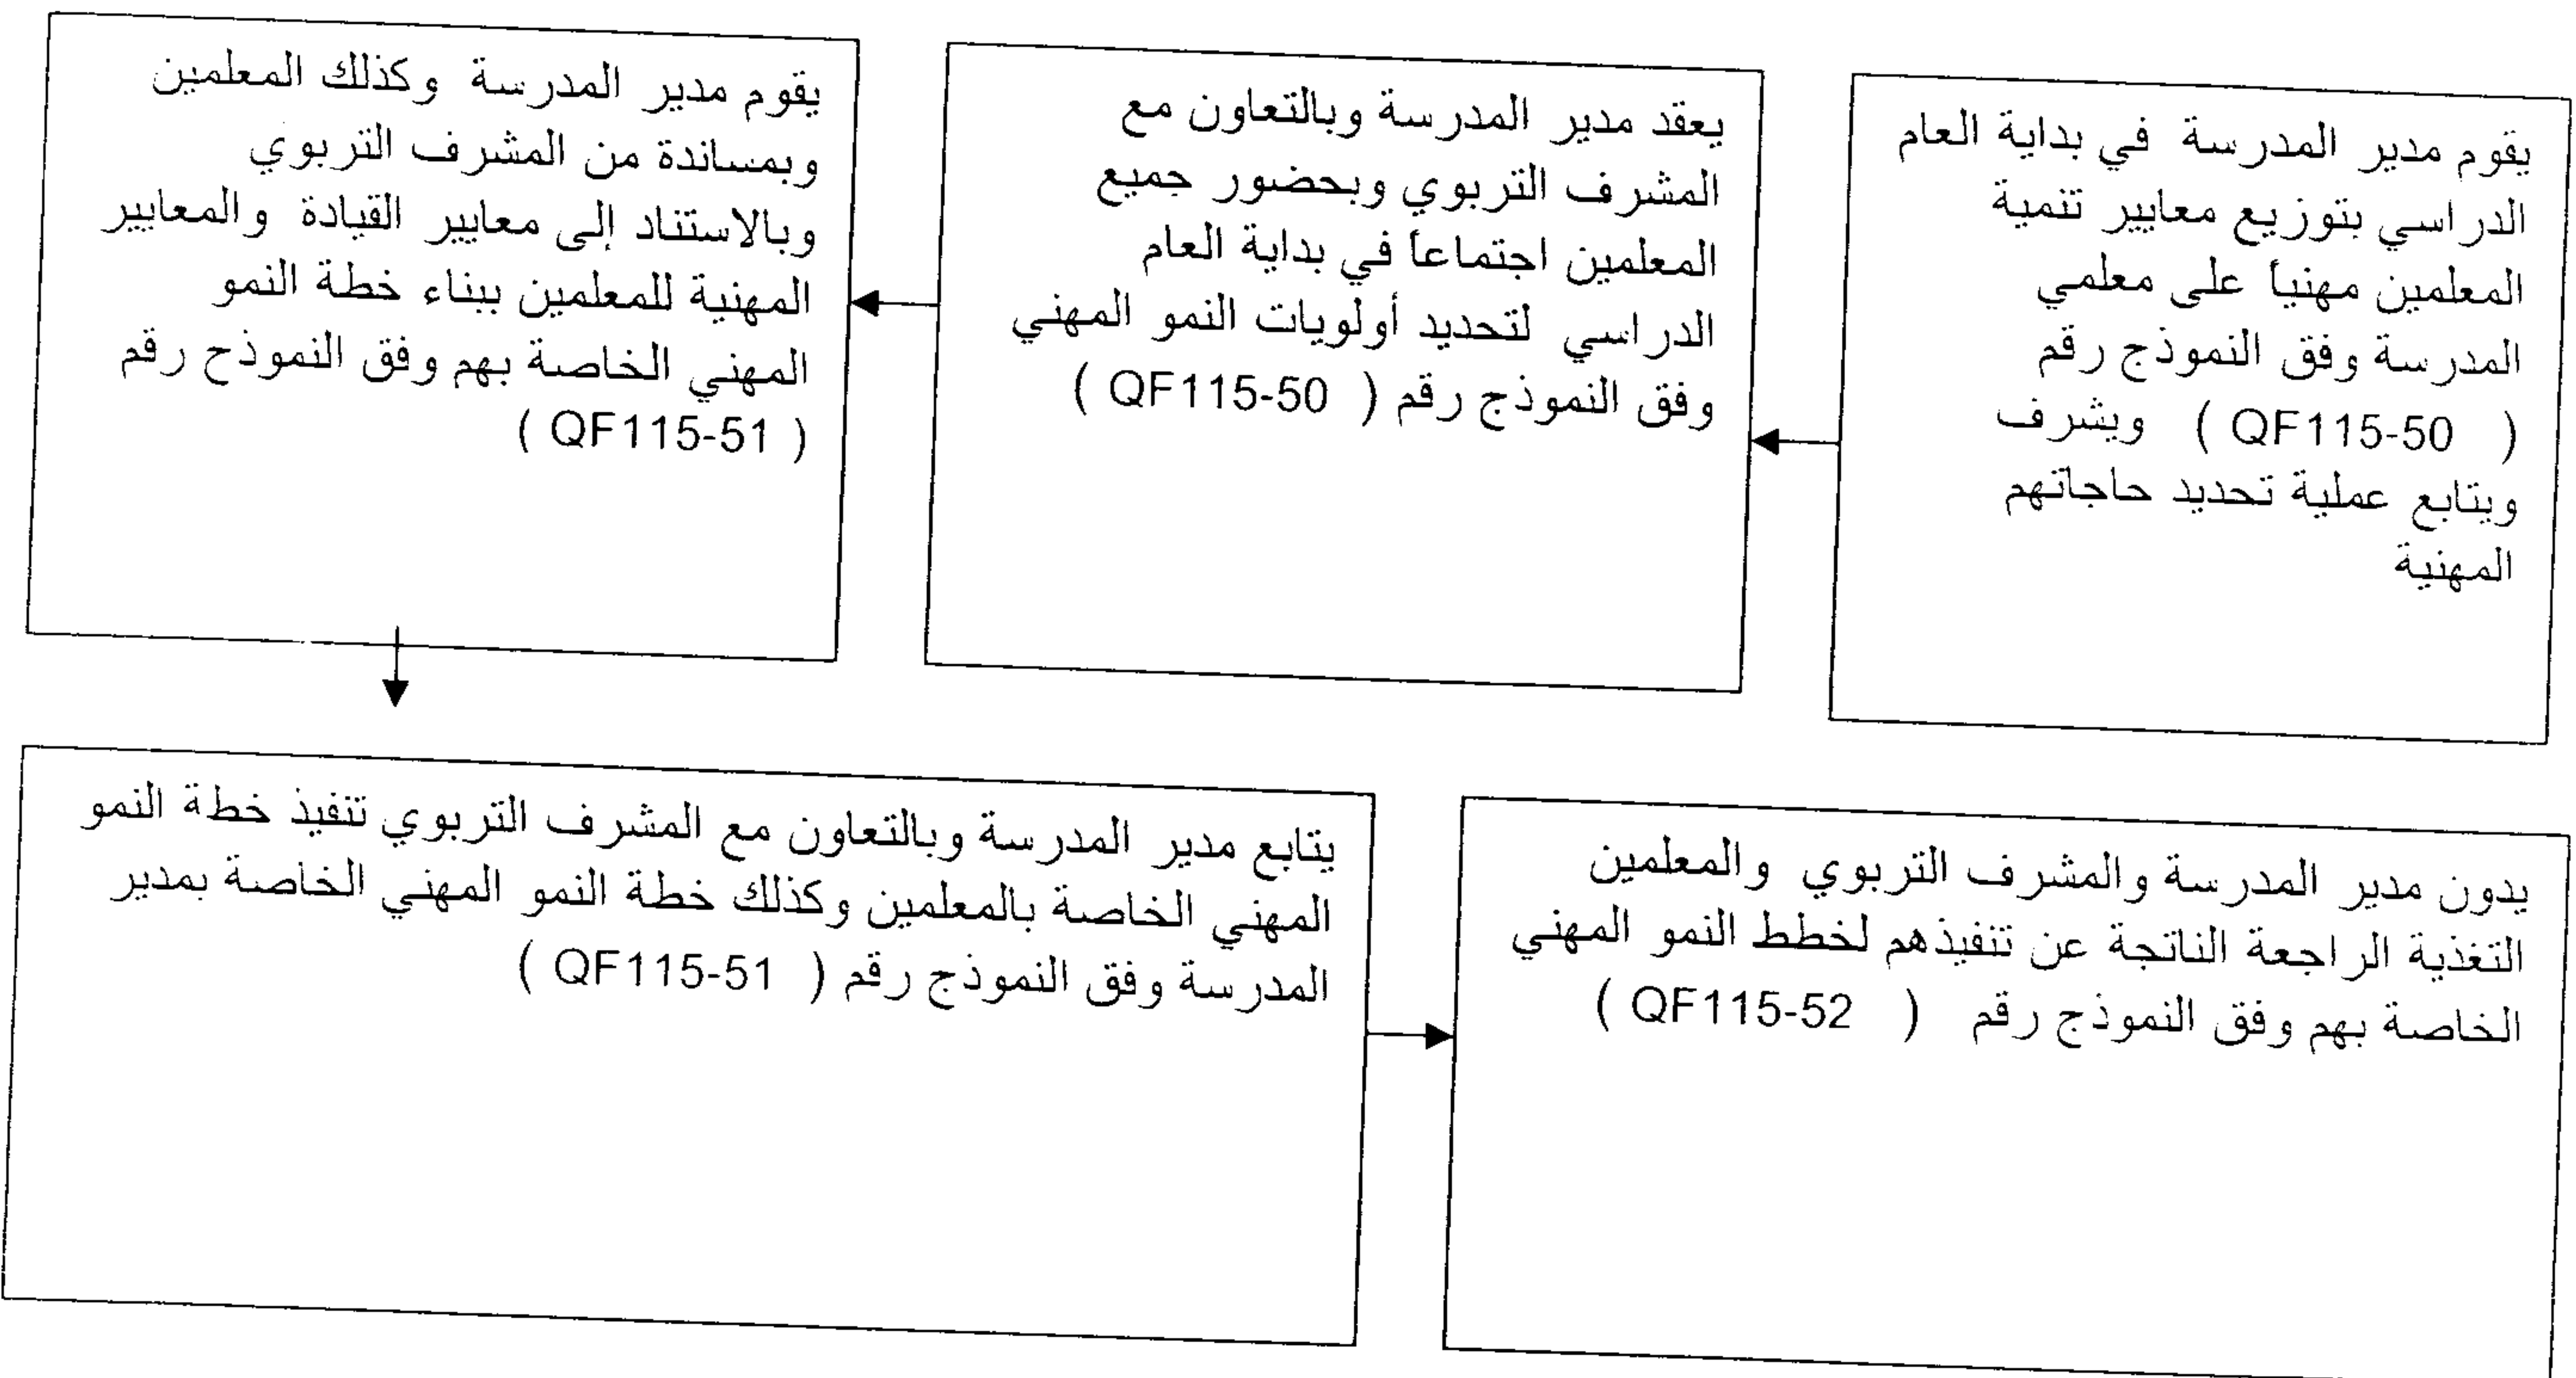 يقوم مدير المدرسة في بداية العام
الدراسي بتوزيع معايير تنمية
المعلمين مهنياً على معلمي
المدرسة وفق النموذج رقم
( QF115-50 ) ويشرف
ويتابع عملية تحديد حاجاتهم
المهنية
يعقد مدير المدرسة وبالتعاون مع
المشرف التربوي وبحضور جميع
المعلمين اجتماعاً في بداية العام
الدراسي لتحديد أولويات النمو المهني
وفق النموذج رقم ( QF115-50 )
يقوم مدير المدرسة وكذلك المعلمين
وبمساندة من المشرف التربوي
وبالاستناد إلى معايير القيادة والمعايير
المهنية للمعلمين ببناء خطة النمو
المهني الخاصة بهم وفق النموذح رقم
( QF115-51 )
يتابع مدير المدرسة وبالتعاون مع المشرف التربوي تنفيذ خطة النمو
المهني الخاصة بالمعلمين وكذلك خطة النمو المهني الخاصة بمدير
المدرسة وفق النموذج رقم ( QF115-51 )
يدون مدير المدرسة والمشرف التربوي والمعلمين
التغذية الراجعة الناتجة عن تنفيذهم لخطط النمو المهني
الخاصة بهم وفق النموذج رقم ( QF115-52 )